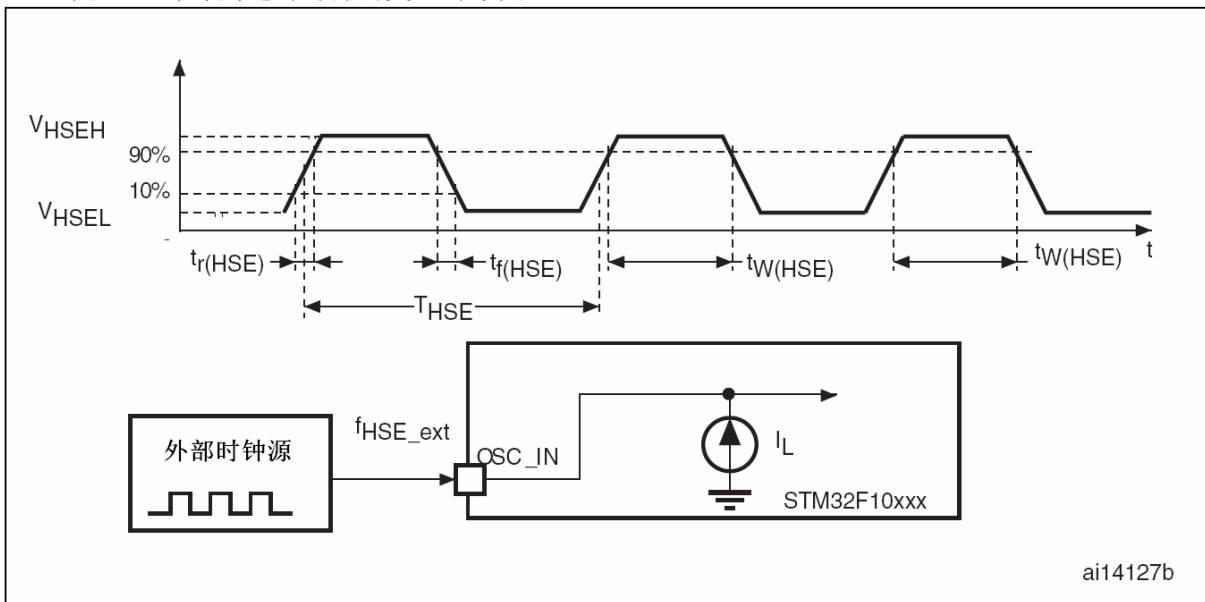 V_HSEH
90%
10%
V_HSEL
t_r(HSE)
t_f(HSE)
t_W(HSE)
t_W(HSE)
t
T_HSE
外部时钟源
f_HSE_ext
OSC_IN
I_L
STM32F10xxx
ai14127b